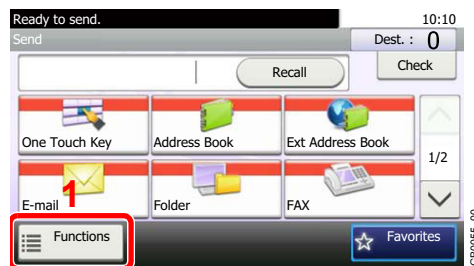 Ready to send. 10:10
Send Dest. : 0
Recall Check
One Touch Key Address Book Ext Address Book
1/2
E-mail 1 Folder FAX
Functions Favorites